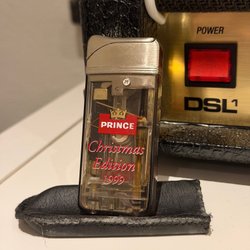 POWER
DSL1
PRINCE
Christmas
Edition
1999